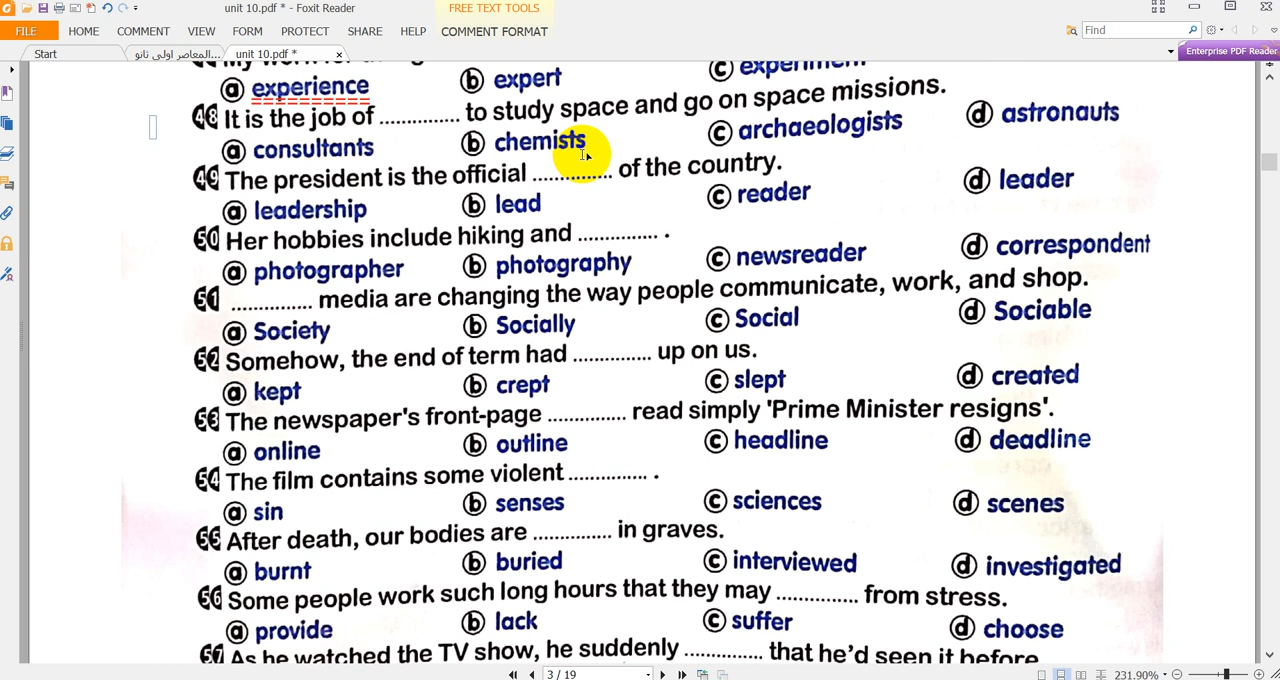 unit 10.pdf * - Foxit Reader
FREE TEXT TOOLS
FILE HOME COMMENT VIEW FORM PROTECT SHARE HELP COMMENT FORMAT
Find
Start المعاصر اولى ثانو... unit 10.pdf *
Enterprise PDF Reader
a experience b expert c experiment
48 It is the job of .............. to study space and go on space missions.
a consultants b chemists c archaeologists d astronauts
49 The president is the official .............. of the country.
a leadership b lead c reader d leader
50 Her hobbies include hiking and .............. .
a photographer b photography c newsreader d correspondent
51 .............. media are changing the way people communicate, work, and shop.
a Society b Socially c Social d Sociable
52 Somehow, the end of term had .............. up on us.
a kept b crept c slept d created
53 The newspaper's front-page .............. read simply 'Prime Minister resigns'.
a online b outline c headline d deadline
54 The film contains some violent .............. .
a sin b senses c sciences d scenes
55 After death, our bodies are .............. in graves.
a burnt b buried c interviewed d investigated
56 Some people work such long hours that they may .............. from stress.
a provide b lack c suffer d choose
57 As he watched the TV show, he suddenly .............. that he'd seen it before
3 / 19
231.90%